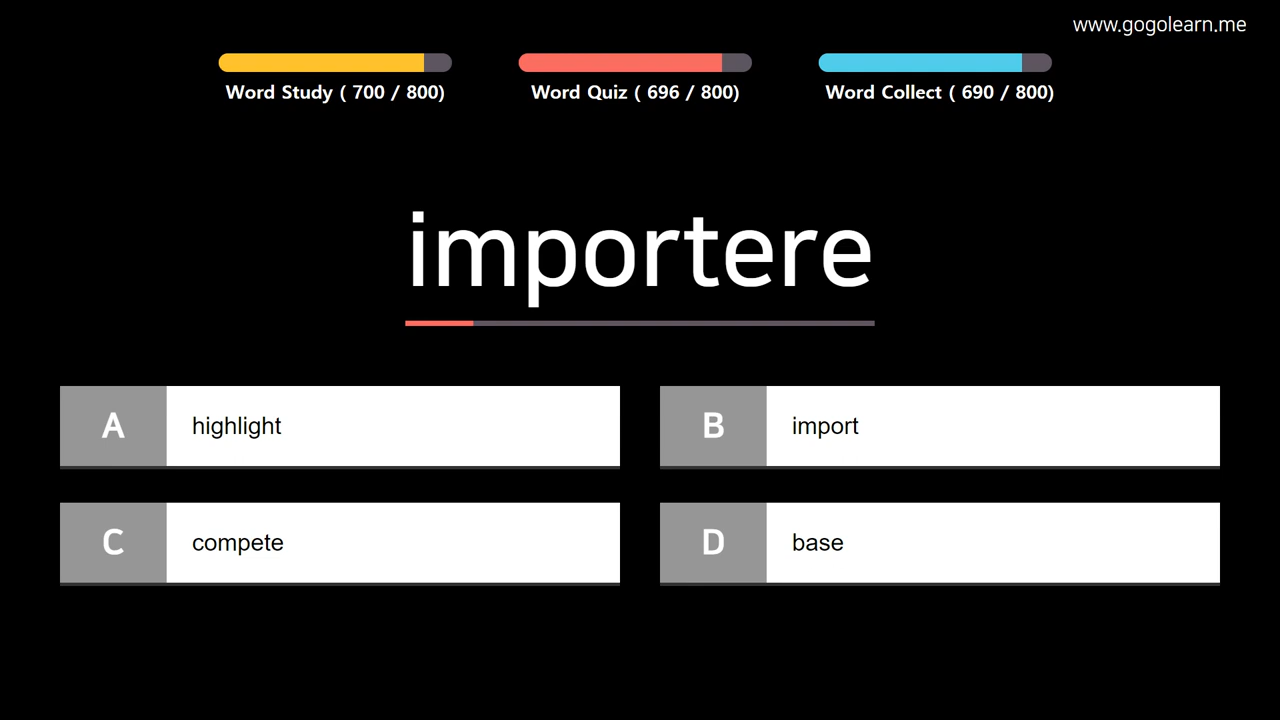 www.gogolearn.me
Word Study ( 700 / 800)
Word Quiz ( 696 / 800)
Word Collect ( 690 / 800)
importere
A highlight
B import
C compete
D base